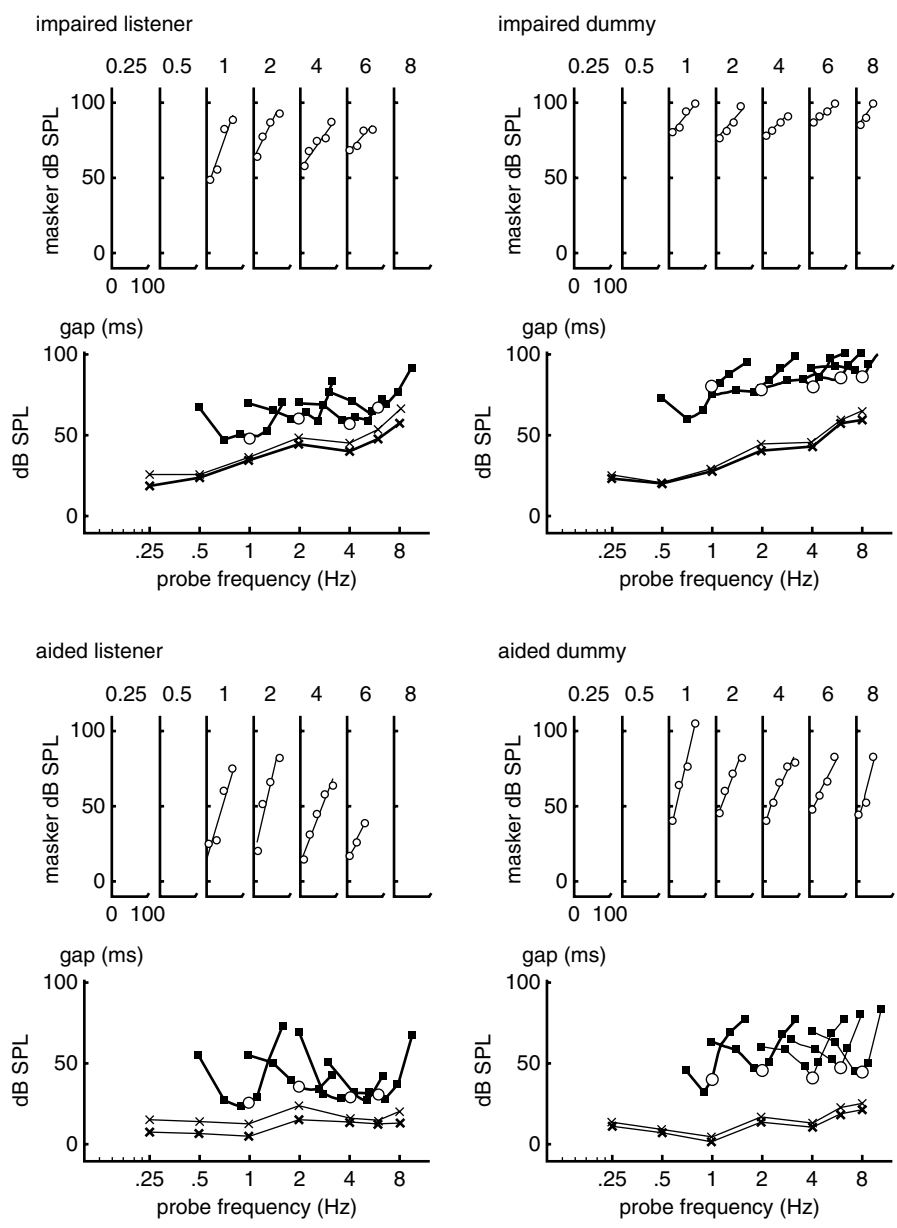 impaired listener
0.25 0.5 1 2 4 6 8
masker dB SPL
100
50
0
0 100
gap (ms)
dB SPL
100
50
0
.25 .5 1 2 4 8
probe frequency (Hz)
impaired dummy
0.25 0.5 1 2 4 6 8
masker dB SPL
100
50
0
0 100
gap (ms)
dB SPL
100
50
0
.25 .5 1 2 4 8
probe frequency (Hz)
aided listener
0.25 0.5 1 2 4 6 8
masker dB SPL
100
50
0
0 100
gap (ms)
dB SPL
100
50
0
.25 .5 1 2 4 8
probe frequency (Hz)
aided dummy
0.25 0.5 1 2 4 6 8
masker dB SPL
100
50
0
0 100
gap (ms)
dB SPL
100
50
0
.25 .5 1 2 4 8
probe frequency (Hz)